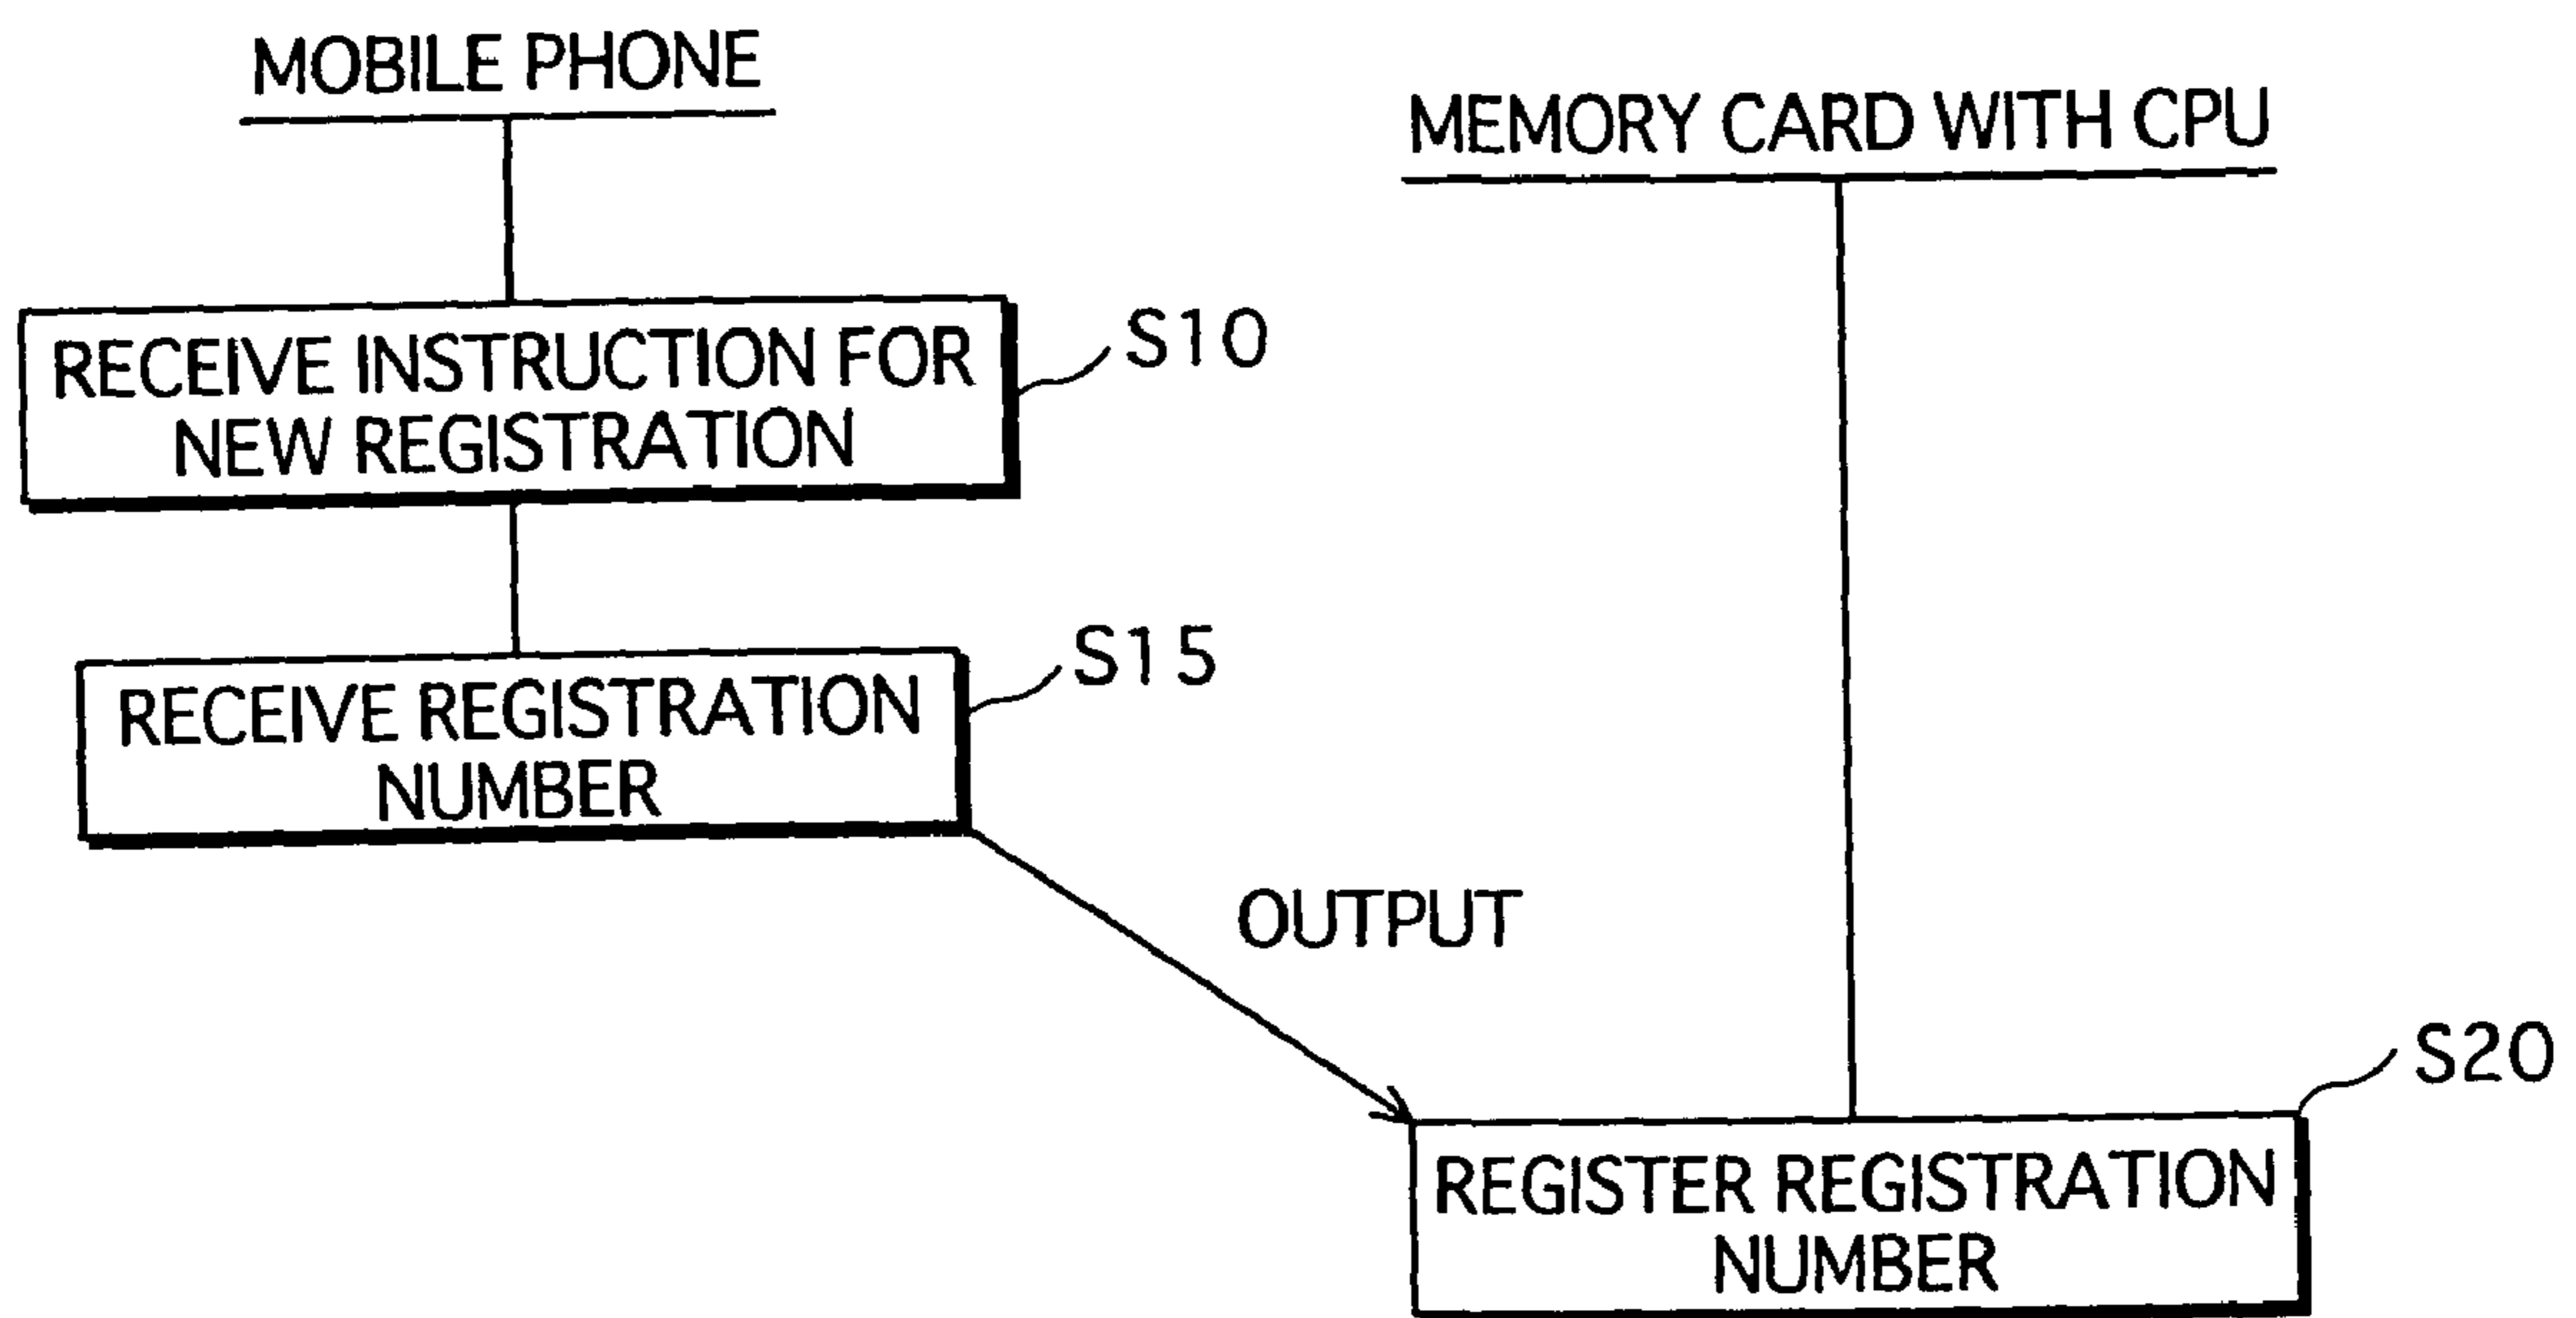 MOBILE PHONE
MEMORY CARD WITH CPU
RECEIVE INSTRUCTION FOR
NEW REGISTRATION
S10
RECEIVE REGISTRATION
NUMBER
S15
OUTPUT
S20
REGISTER REGISTRATION
NUMBER